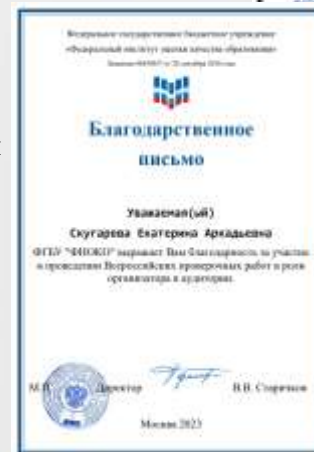 Федеральное государственное бюджетное учреждение
«Федеральный институт оценки качества образования»
Благодарственное
письмо
Уважаемая(ый)
Скугарева Екатерина Аркадьевна
ФГБУ "ФИОКО" выражает Вам благодарность за участие
в проведении Всероссийских проверочных работ в роли
организатора в аудитории.
М.П. Директор В.В. Старичков
Москва 2023